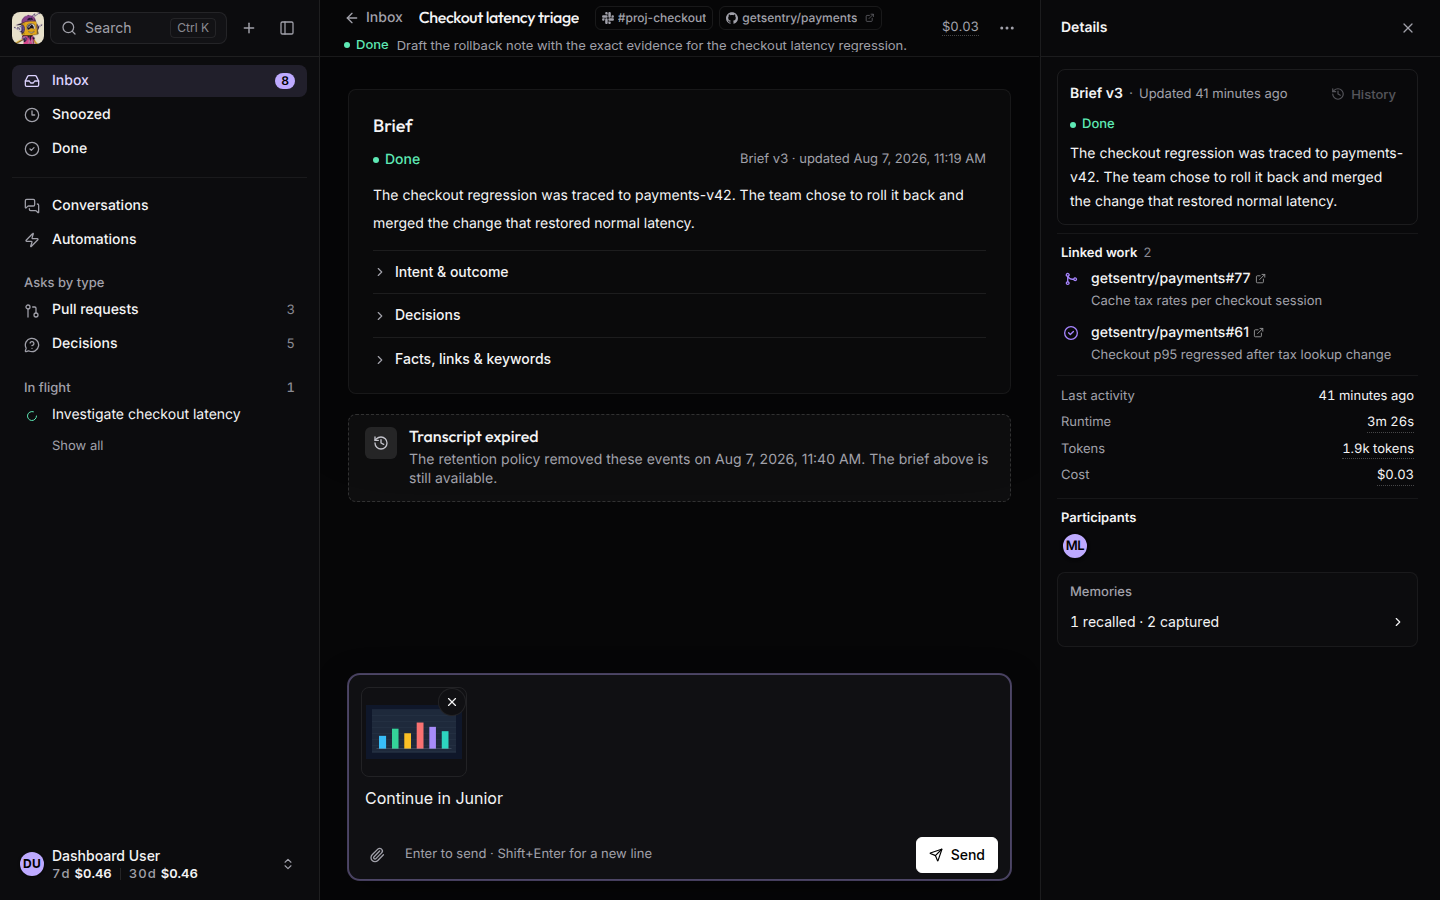 Search
Ctrl K
Inbox
8
Snoozed
Done
Conversations
Automations
Asks by type
Pull requests
3
Decisions
5
In flight
1
Investigate checkout latency
Show all
DU
Dashboard User
7d $0.46
30d $0.46
Inbox
Checkout latency triage
#proj-checkout
getsentry/payments
Done
Draft the rollback note with the exact evidence for the checkout latency regression.
$0.03
Brief
Done
Brief v3 · updated Aug 7, 2026, 11:19 AM
The checkout regression was traced to payments-v42. The team chose to roll it back and
merged the change that restored normal latency.
Intent & outcome
Decisions
Facts, links & keywords
Transcript expired
The retention policy removed these events on Aug 7, 2026, 11:40 AM. The brief above is
still available.
Continue in Junior
Enter to send · Shift+Enter for a new line
Send
Details
Brief v3 · Updated 41 minutes ago
History
Done
The checkout regression was traced to payments-
v42. The team chose to roll it back and merged
the change that restored normal latency.
Linked work 2
getsentry/payments#77
Cache tax rates per checkout session
getsentry/payments#61
Checkout p95 regressed after tax lookup change
Last activity
41 minutes ago
Runtime
3m 26s
Tokens
1.9k tokens
Cost
$0.03
Participants
ML
Memories
1 recalled · 2 captured